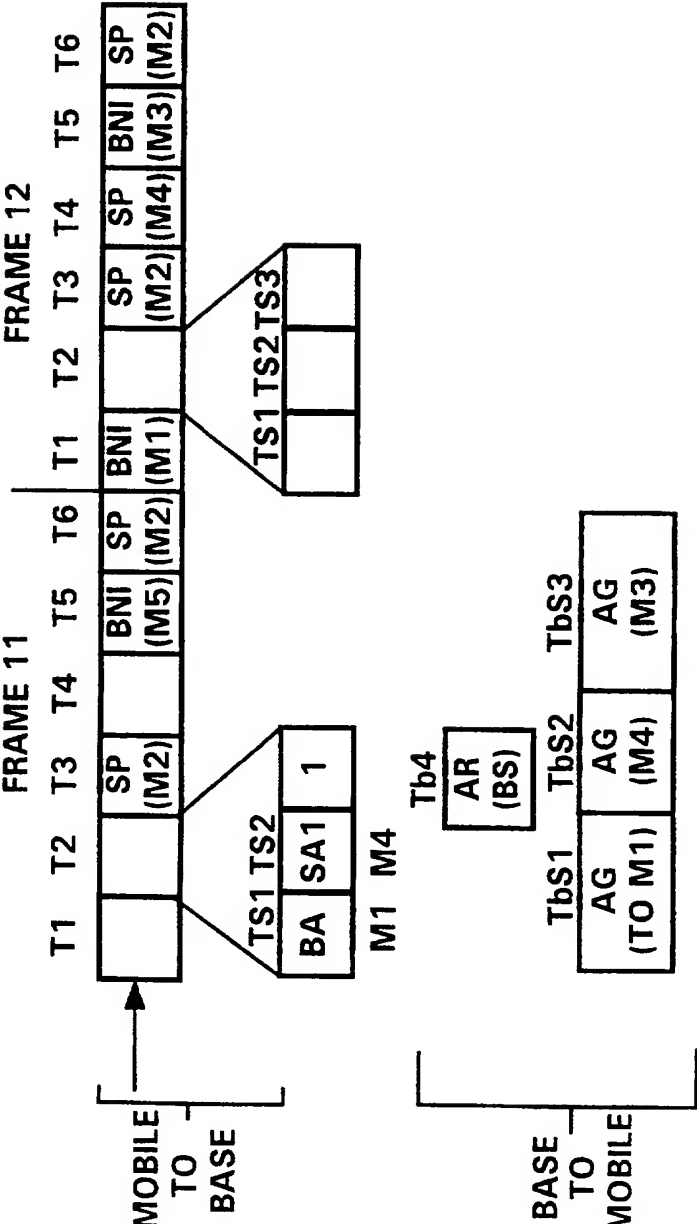 FRAME 11
FRAME 12
T1 T2 T3 T4 T5 T6 T1 T2 T3 T4 T5 T6
SP (M2)
BNI (M5)
SP (M2)
BNI (M1)
SP (M2)
SP (M4)
BNI (M3)
SP (M2)
MOBILE
TO
BASE
TS1 TS2
BA SA1 1
M1 M4
TS1 TS2 TS3
Tb4
AR
(BS)
BASE
TO
MOBILE
TbS1 TbS2 TbS3
AG
(TO M1)
AG
(M4)
AG
(M3)